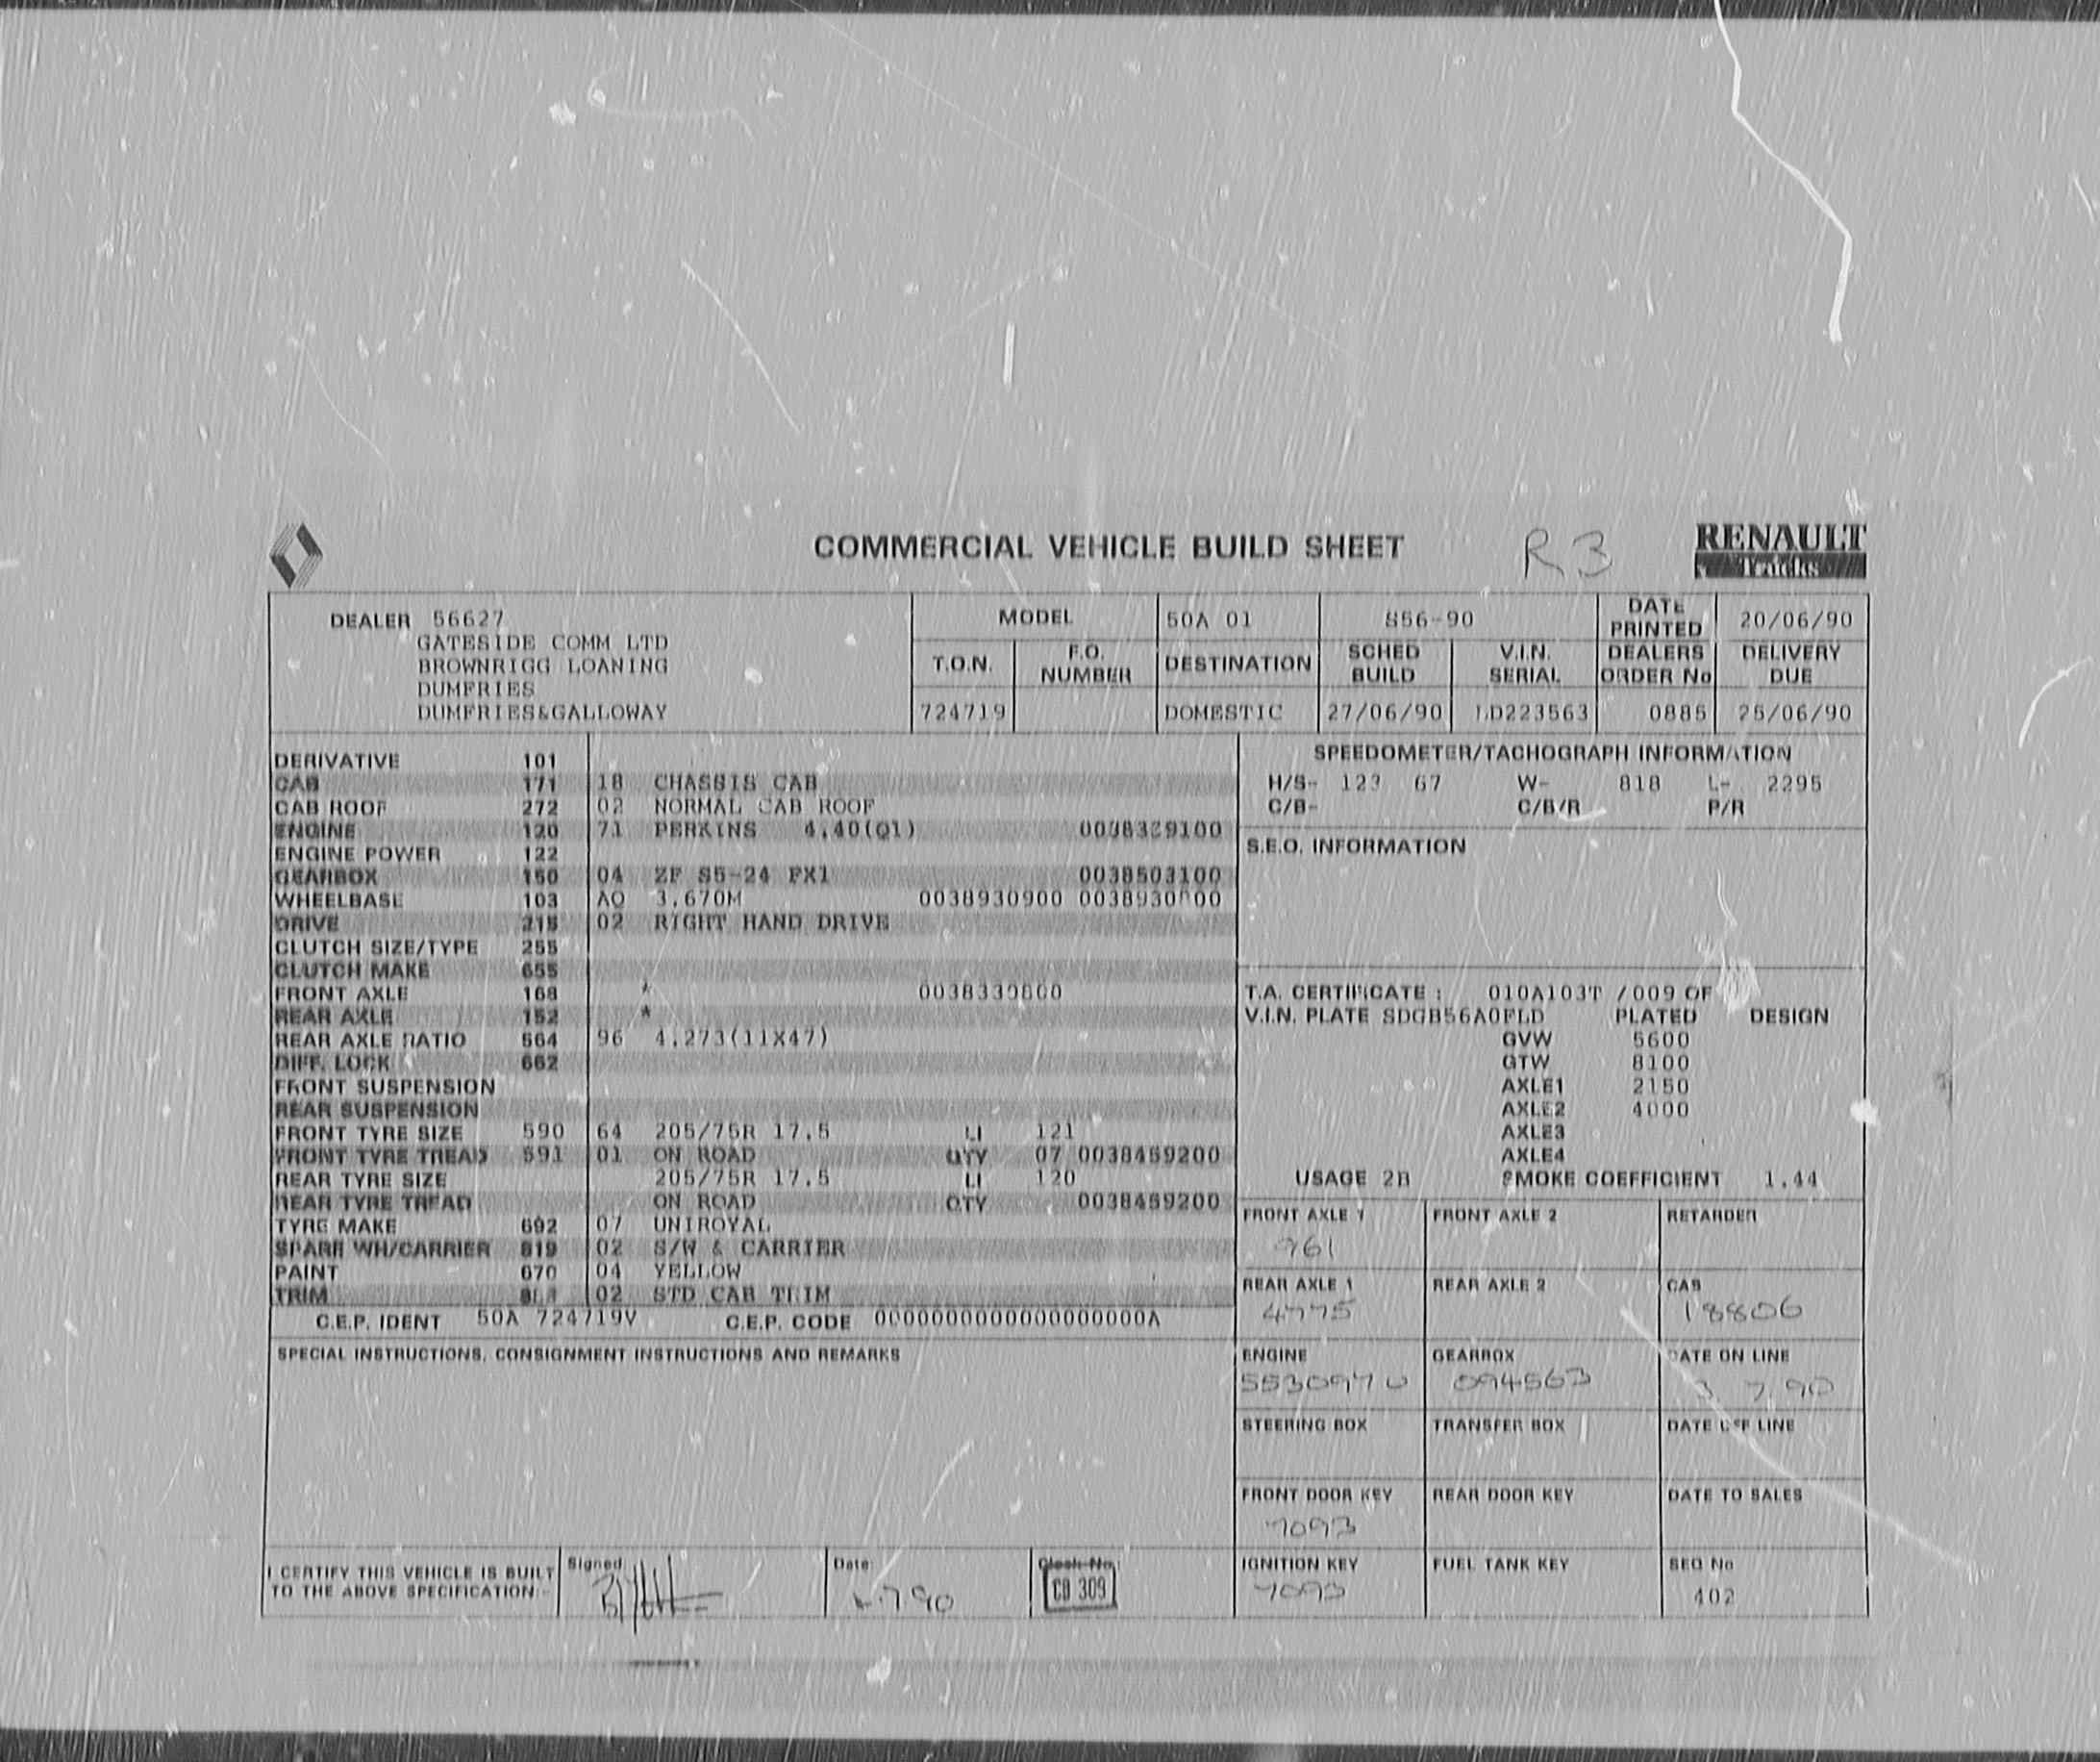 COMMERCIAL VEHICLE BUILD SHEET R3 RENAULT
Trucks
DEALER 56627 MODEL 50A 01 S56-90 DATE PRINTED 20/06/90
GATESIDE COMM LTD
BROWNRIGG LOANING
DUMFRIES
DUMFRIES&GALLOWAY
T.O.N. F.O. NUMBER DESTINATION SCHED BUILD V.I.N. SERIAL DEALERS ORDER No DELIVERY DUE
724719 DOMESTIC 27/06/90 LD223563 0885 25/06/90
DERIVATIVE 101
CAB 171 18 CHASSIS CAB
CAB ROOF 272 02 NORMAL CAB ROOF
ENGINE 120 71 PERKINS 4.40(Q1)
ENGINE POWER 122
GEARBOX 150 04 ZF S5-24 PX1 0038503100
WHEELBASE 103 AQ 3.670M 0038930900
DRIVE 215 02 RIGHT HAND DRIVE
CLUTCH SIZE/TYPE 255
CLUTCH MAKE 655
FRONT AXLE 168 *
REAR AXLE 152 *
REAR AXLE RATIO 564 96 4.273(11X47)
DIFF. LOCK 662
FRONT SUSPENSION
REAR SUSPENSION
FRONT TYRE SIZE 590 64 205/75R 17.5 LI 121
FRONT TYRE TREAD 591 01 ON ROAD QTY 07 0038459200
REAR TYRE SIZE 205/75R 17.5 LI 120
REAR TYRE TREAD ON ROAD QTY 0038459200
TYRE MAKE 692 07 UNIROYAL
SPARE WH/CARRIER 819 02 S/W & CARRIER
PAINT 670 04 YELLOW
TRIM 02 STD CAB TRIM
C.E.P. IDENT 50A 724719V C.E.P. CODE 0000000000000000000A
SPECIAL INSTRUCTIONS, CONSIGNMENT INSTRUCTIONS AND REMARKS
I CERTIFY THIS VEHICLE IS BUILT
TO THE ABOVE SPECIFICATION:-
Signed:
Date: 7 90
Clock No: CB 309
SPEEDOMETER/TACHOGRAPH INFORMATION
H/S- 123 67 W- 818 L- 2295
C/B- C/B/R P/R
S.E.O. INFORMATION
T.A. CERTIFICATE : 010A103T /009 OF
V.I.N. PLATE SDGB56A0FLD PLATED DESIGN
GVW 5600
GTW 8100
AXLE1 2150
AXLE2 4000
AXLE3
AXLE4
USAGE 2B SMOKE COEFFICIENT 1.44
FRONT AXLE 1 FRONT AXLE 2 RETARDER
961
REAR AXLE 1 REAR AXLE 2 CAB
4775 18806
ENGINE GEARBOX DATE ON LINE
094563 3 7 90
STEERING BOX TRANSFER BOX DATE OFF LINE
FRONT DOOR KEY REAR DOOR KEY DATE TO SALES
7093
IGNITION KEY FUEL TANK KEY SEQ No
7093 402